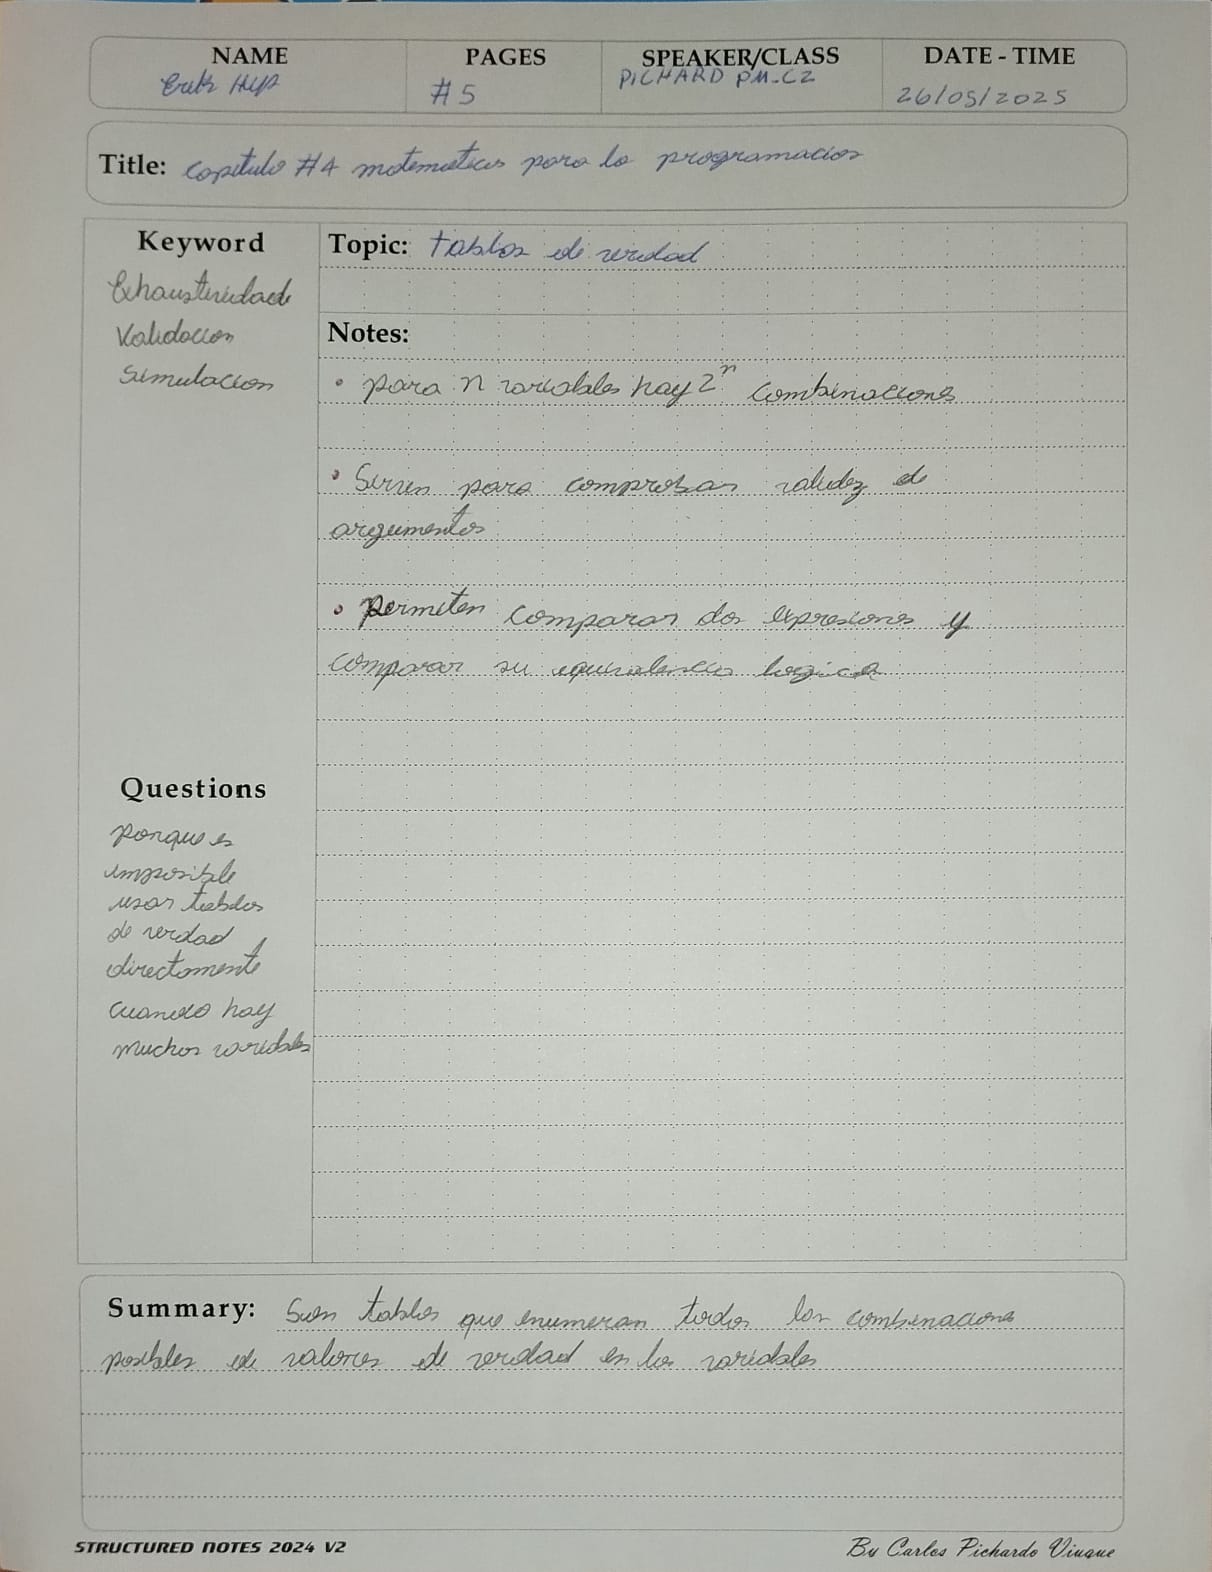 NAME PAGES SPEAKER/CLASS DATE - TIME
Erik #5 PICHARD PM-CZ 26/05/2025
Title: capitulo #4 matematicas para la programacion
Keyword
Exhaustividade
Validacion
Simulacion
Topic: tablas de verdad
Notes:
• para n variables hay 2^n combinaciones
• Sirven para comprobar validez de
argumentos
• Permiten comparar dos expresiones y
comparar su equivalencia logica
Questions
porque es
imposible
usar tablas
de verdad
directamente
cuando hay
muchas variables
Summary: Son tablas que enumeran todas las combinaciones
posibles de valores de verdad en las variables
STRUCTURED NOTES 2024 V2 By Carlos Pichardo Viuque